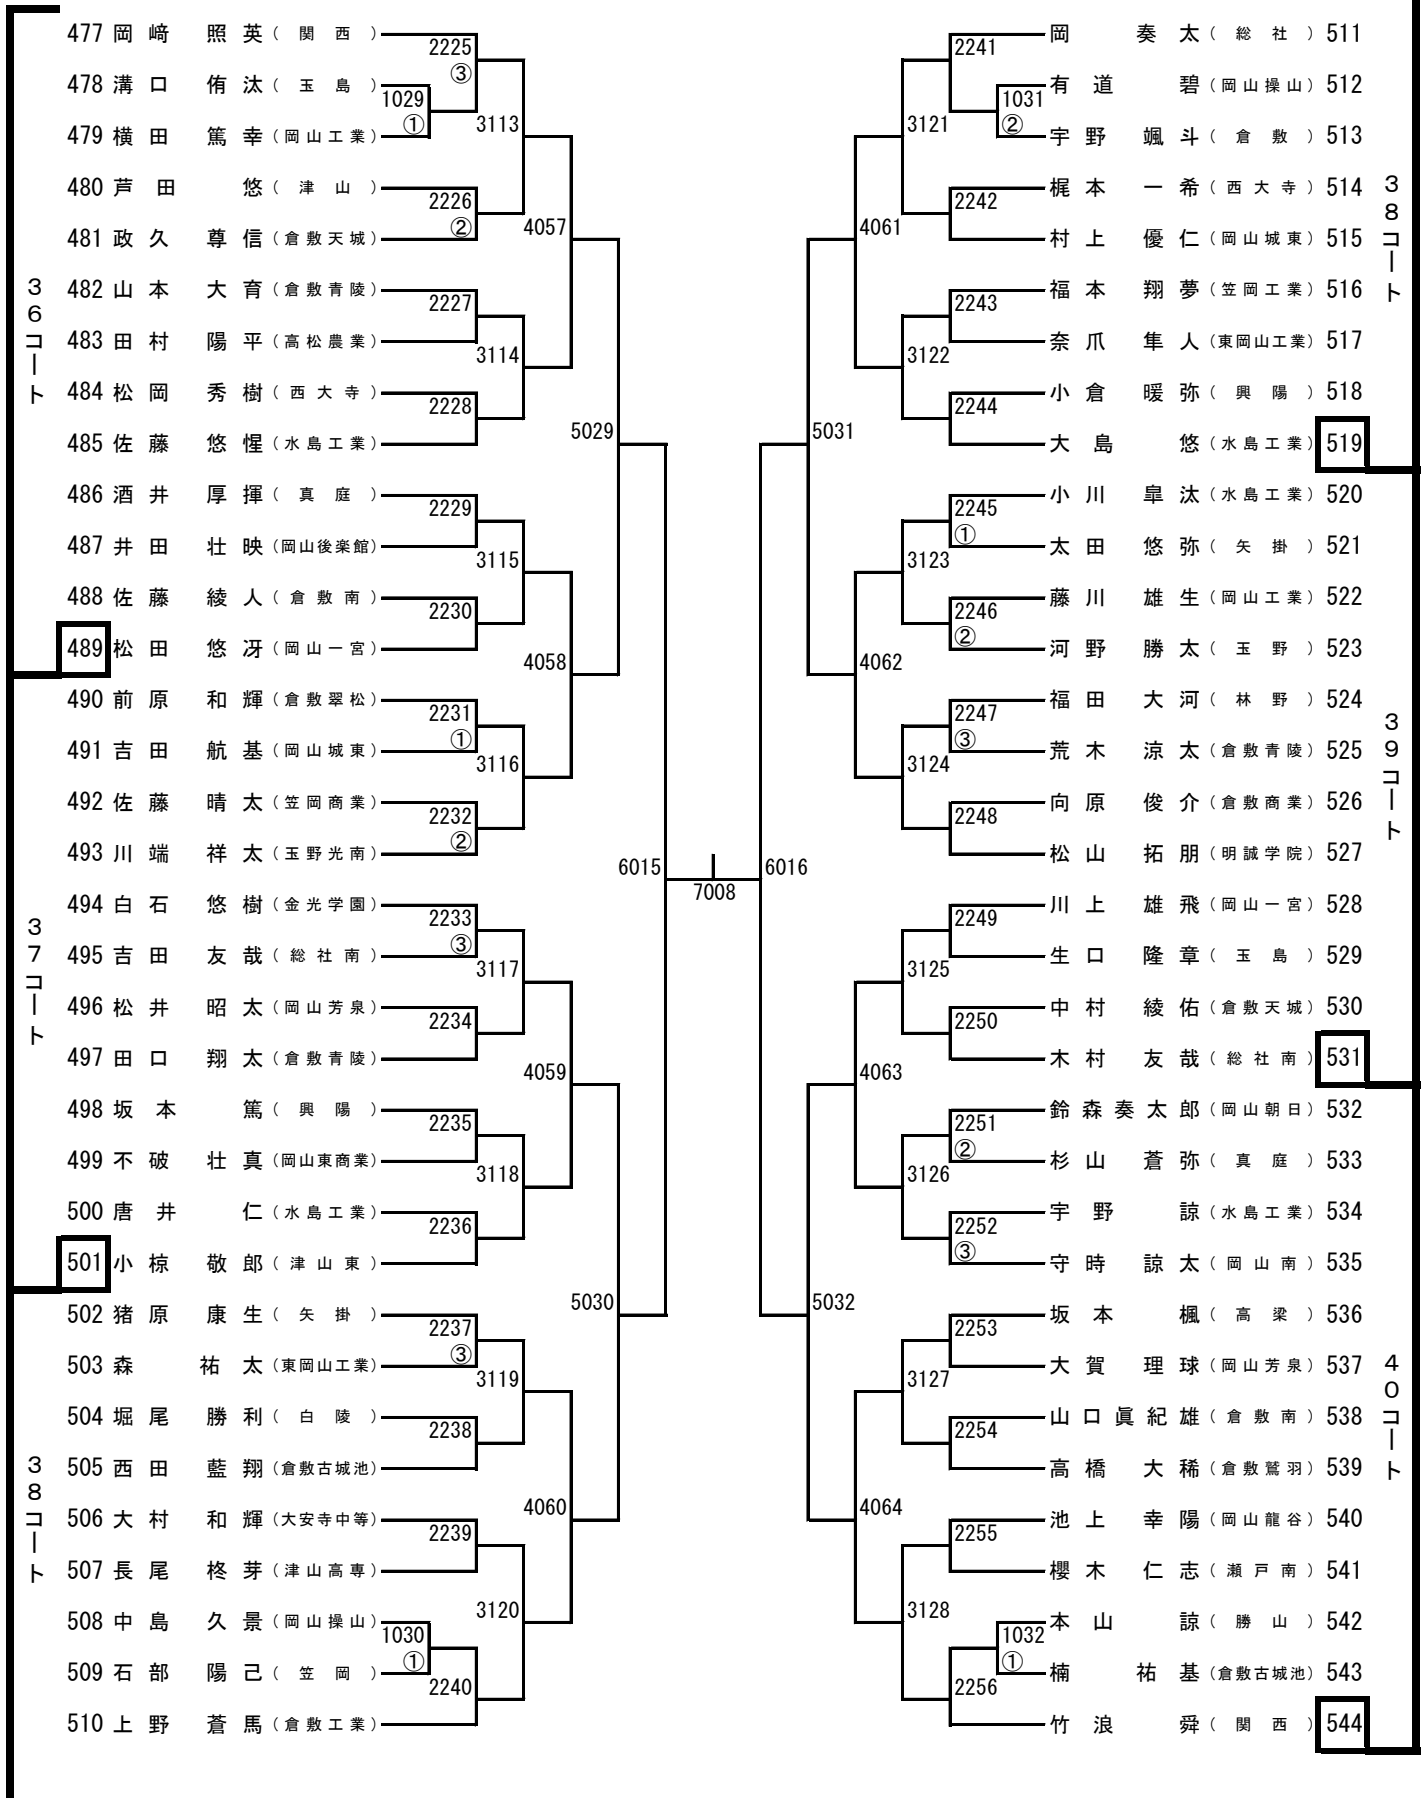 477 岡﨑 照英 (関西)
2225
③
478 溝口 侑汰 (玉島)
1029
①
479 横田 篤幸 (岡山工業)
3113
480 芦田 悠 (津山)
2226
②
481 政久 尊信 (倉敷天城)
4057
482 山本 大育 (倉敷青陵)
2227
483 田村 陽平 (高松農業)
3114
36コート
484 松岡 秀樹 (西大寺)
2228
485 佐藤 悠惺 (水島工業)
5029
486 酒井 厚揮 (真庭)
2229
487 井田 壮映 (岡山後楽館)
3115
488 佐藤 綾人 (倉敷南)
2230
489 松田 悠冴 (岡山一宮)
4058
490 前原 和輝 (倉敷翠松)
2231
①
491 吉田 航基 (岡山城東)
3116
492 佐藤 晴太 (笠岡商業)
2232
②
493 川端 祥太 (玉野光南)
6015
7008
494 白石 悠樹 (金光学園)
2233
③
495 吉田 友哉 (総社南)
3117
37コート
496 松井 昭太 (岡山芳泉)
2234
497 田口 翔太 (倉敷青陵)
4059
498 坂本 篤 (興陽)
2235
499 不破 壮真 (岡山東商業)
3118
500 唐井 仁 (水島工業)
2236
501 小椋 敬郎 (津山東)
5030
502 猪原 康生 (矢掛)
2237
③
503 森 祐太 (東岡山工業)
3119
504 堀尾 勝利 (白陵)
2238
505 西田 藍翔 (倉敷古城池)
4060
38コート
506 大村 和輝 (大安寺中等)
2239
507 長尾 柊芽 (津山高専)
3120
508 中島 久景 (岡山操山)
1030
①
509 石部 陽己 (笠岡)
2240
510 上野 蒼馬 (倉敷工業)
岡 奏太 (総社) 511
2241
有道 碧 (岡山操山) 512
1031
②
宇野 颯斗 (倉敷) 513
3121
梶本 一希 (西大寺) 514
2242
村上 優仁 (岡山城東) 515
4061
38コート
福本 翔夢 (笠岡工業) 516
2243
奈爪 隼人 (東岡山工業) 517
3122
小倉 暖弥 (興陽) 518
2244
大島 悠 (水島工業) 519
5031
小川 皐汰 (水島工業) 520
2245
①
太田 悠弥 (矢掛) 521
3123
藤川 雄生 (岡山工業) 522
2246
②
河野 勝太 (玉野) 523
4062
福田 大河 (林野) 524
2247
③
荒木 涼太 (倉敷青陵) 525
3124
39コート
向原 俊介 (倉敷商業) 526
2248
松山 拓朋 (明誠学院) 527
6016
川上 雄飛 (岡山一宮) 528
2249
生口 隆章 (玉島) 529
3125
中村 綾佑 (倉敷天城) 530
2250
木村 友哉 (総社南) 531
4063
鈴森奏太郎 (岡山朝日) 532
2251
②
杉山 蒼弥 (真庭) 533
3126
宇野 諒 (水島工業) 534
2252
③
守時 諒太 (岡山南) 535
5032
坂本 楓 (高梁) 536
2253
大賀 理球 (岡山芳泉) 537
3127
40コート
山口眞紀雄 (倉敷南) 538
2254
高橋 大稀 (倉敷鷲羽) 539
4064
池上 幸陽 (岡山龍谷) 540
2255
櫻木 仁志 (瀬戸南) 541
3128
本山 諒 (勝山) 542
1032
①
楠 祐基 (倉敷古城池) 543
2256
竹浪 舜 (関西) 544